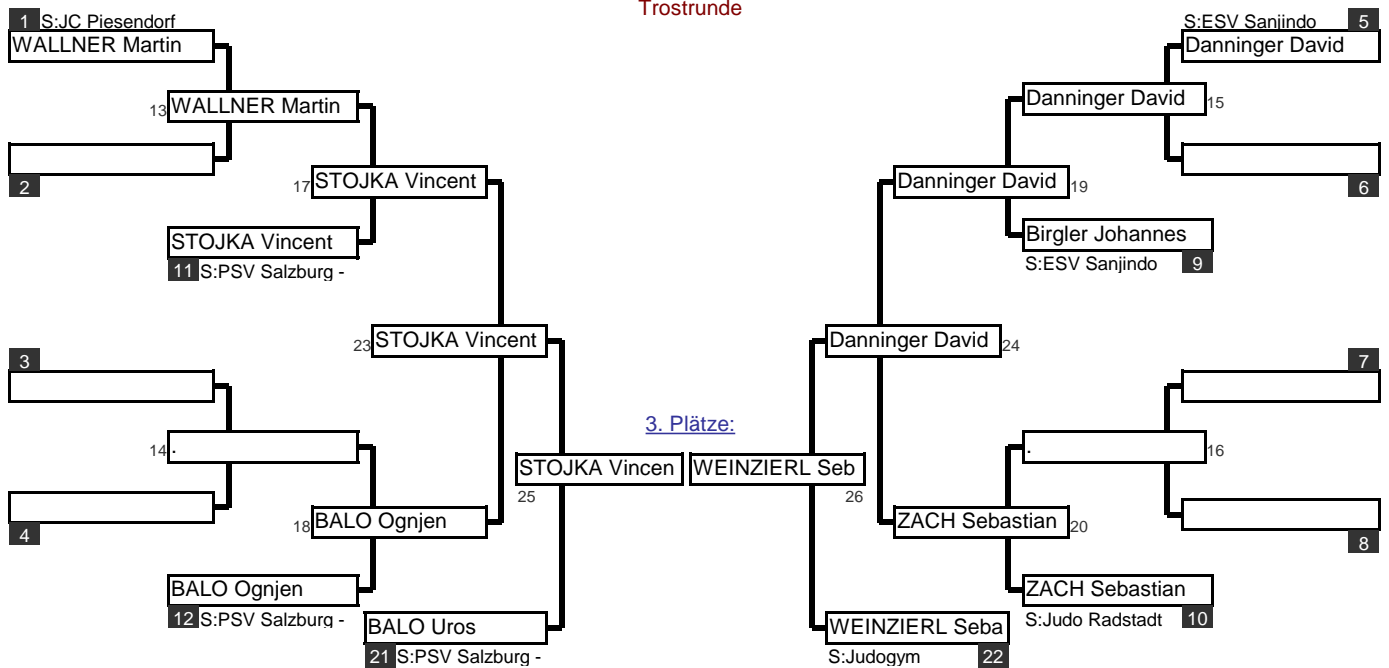 Trostrunde
1 S:JC Piesendorf
S:ESV Sanjindo 5
WALLNER Martin
Danninger David
13 WALLNER Martin
Danninger David 15
2
6
17 STOJKA Vincent
Danninger David 19
STOJKA Vincent
11 S:PSV Salzburg -
Birgler Johannes
S:ESV Sanjindo 9
23 STOJKA Vincent
Danninger David 24
3
7
3. Plätze:
14 .
. 16
STOJKA Vincen
25
WEINZIERL Seb
26
4
8
18 BALO Ognjen
ZACH Sebastian 20
BALO Ognjen
12 S:PSV Salzburg -
ZACH Sebastian
S:Judo Radstadt 10
BALO Uros
21 S:PSV Salzburg -
WEINZIERL Seba
S:Judogym 22